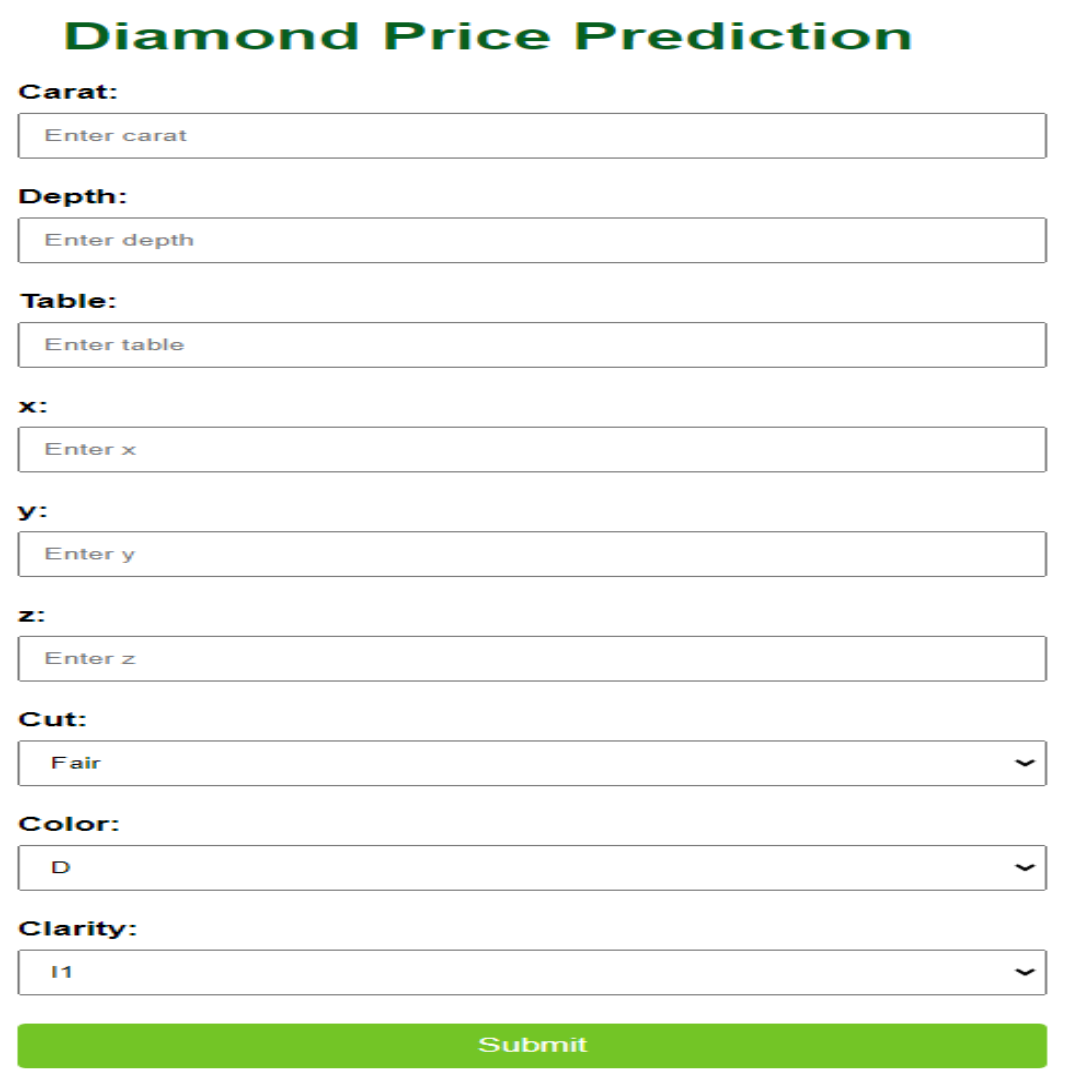 Diamond Price Prediction
Carat:
Enter carat
Depth:
Enter depth
Table:
Enter table
x:
Enter x
y:
Enter y
z:
Enter z
Cut:
Fair
Color:
D
Clarity:
I1
Submit